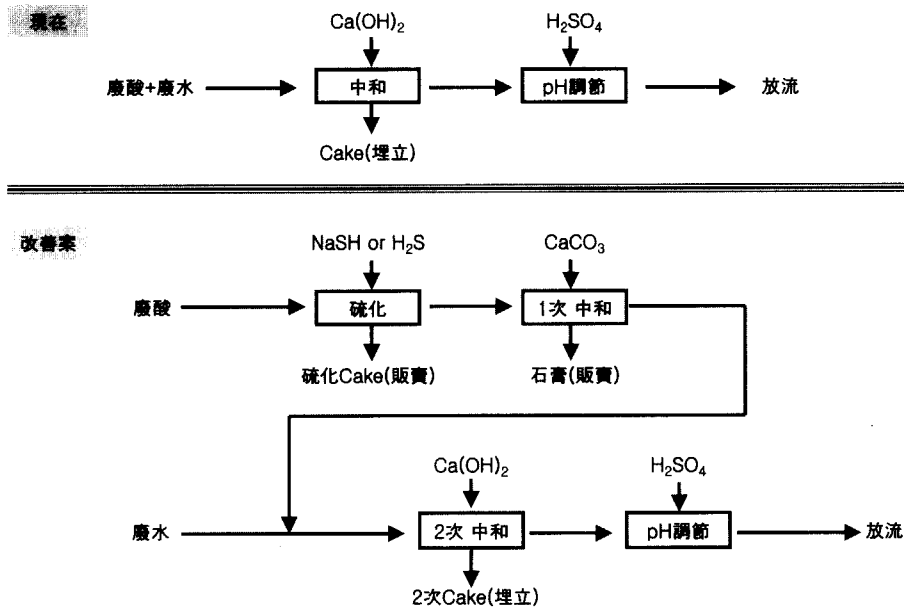 現在
Ca(OH)₂
H₂SO₄
廢酸+廢水
中和
pH調節
放流
Cake(埋立)
改善案
NaSH or H₂S
CaCO₃
廢酸
硫化
1次 中和
硫化Cake(販賣)
石膏(販賣)
Ca(OH)₂
H₂SO₄
廢水
2次 中和
pH調節
放流
2次Cake(埋立)